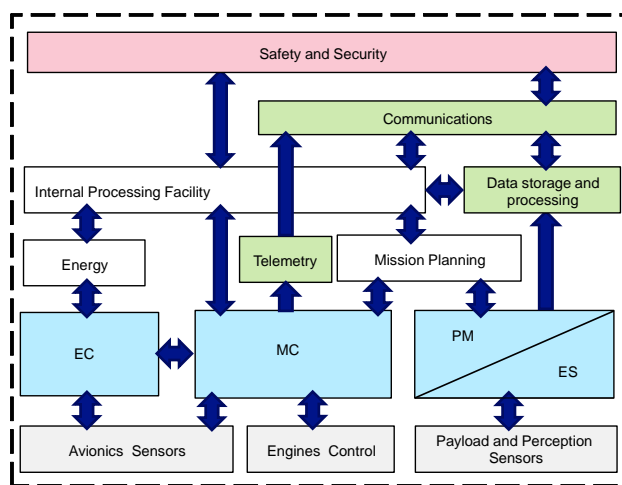 Safety and Security
Communications
Internal Processing Facility
Data storage and
processing
Energy
Telemetry
Mission Planning
EC
MC
PM
ES
Avionics Sensors
Engines Control
Payload and Perception
Sensors